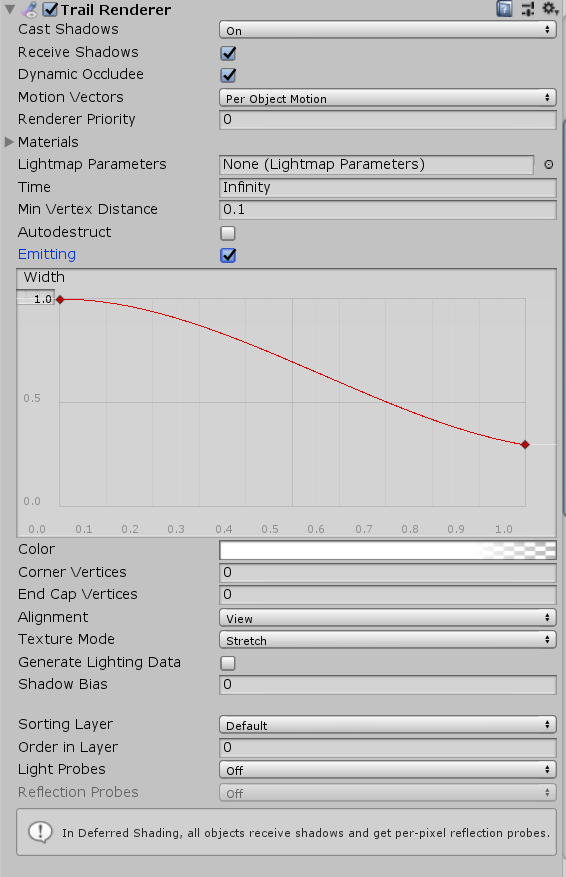 Trail Renderer
Cast Shadows On
Receive Shadows
Dynamic Occludee
Motion Vectors Per Object Motion
Renderer Priority 0
Materials
Lightmap Parameters None (Lightmap Parameters)
Time Infinity
Min Vertex Distance 0.1
Autodestruct
Emitting
Width
1.0
0.5
0.0
0.0 0.1 0.2 0.3 0.4 0.5 0.6 0.7 0.8 0.9 1.0
Color
Corner Vertices 0
End Cap Vertices 0
Alignment View
Texture Mode Stretch
Generate Lighting Data
Shadow Bias 0
Sorting Layer Default
Order in Layer 0
Light Probes Off
Reflection Probes Off
In Deferred Shading, all objects receive shadows and get per-pixel reflection probes.